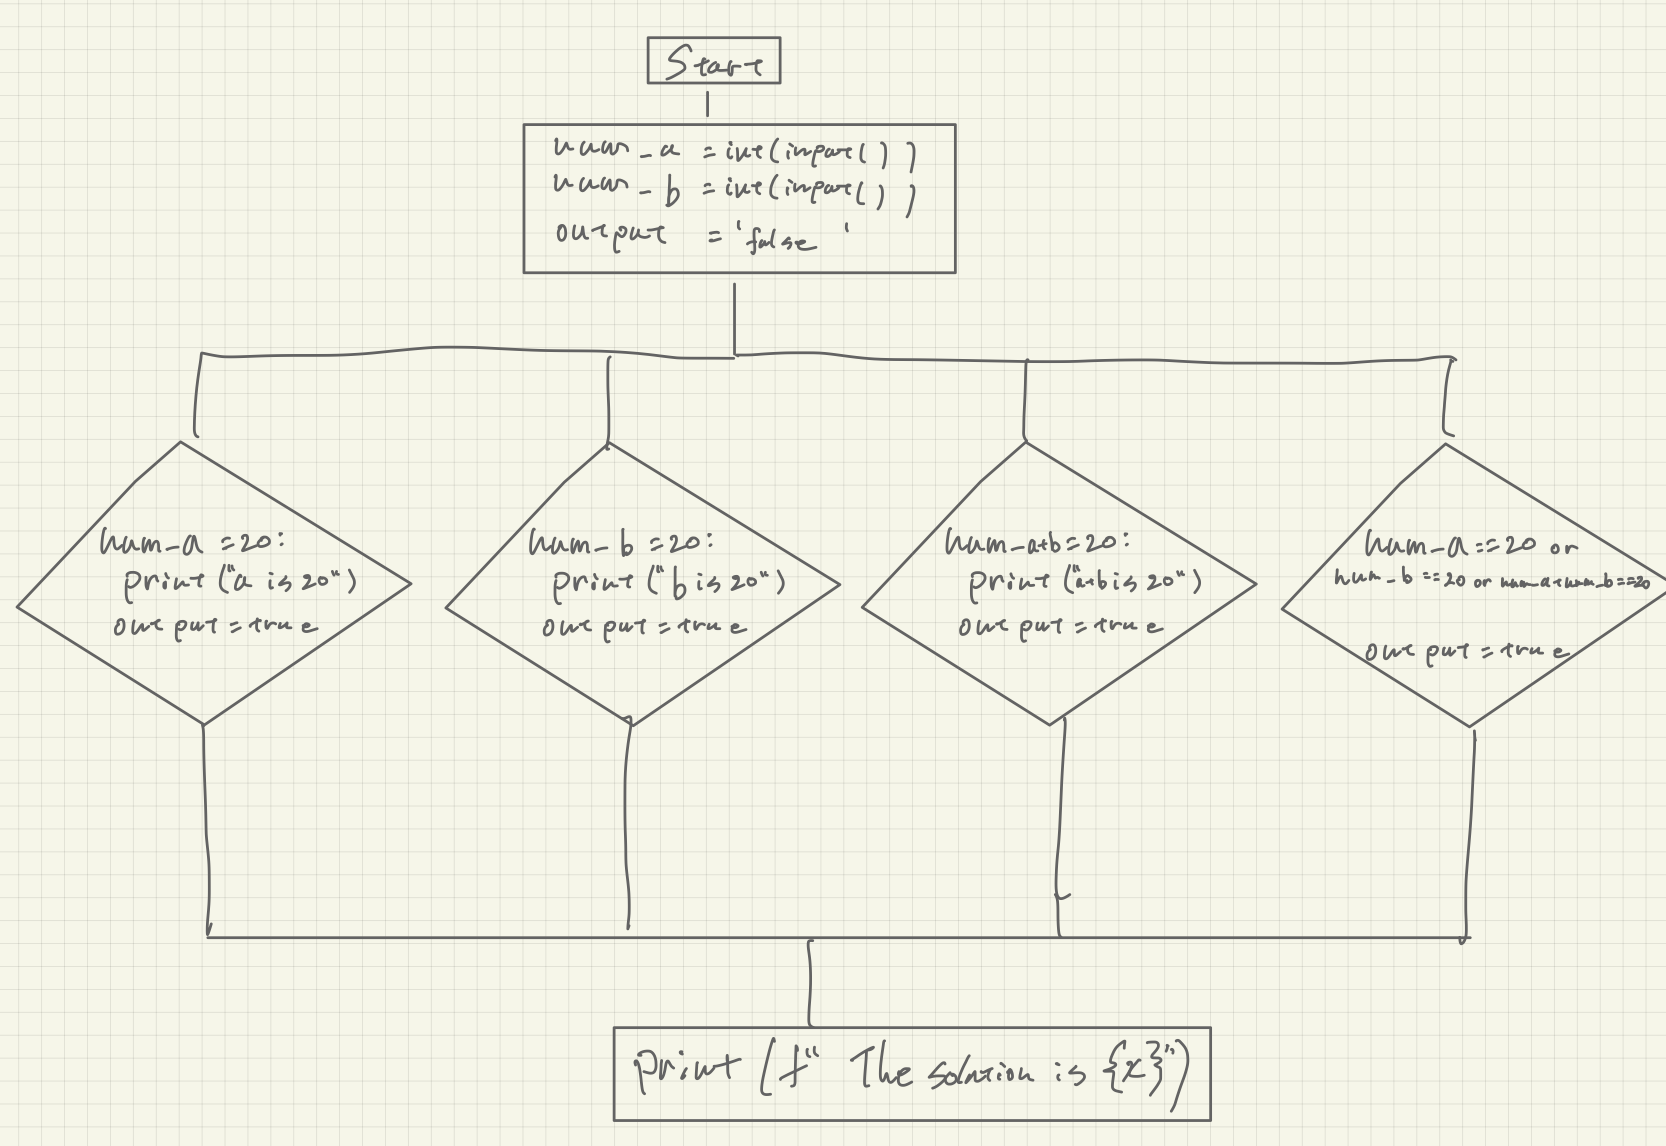 Start
num_a = int(input())
num_b = int(input())
output = 'false'
num_a =20:
print("a is 20")
output = true
num_b =20:
print("b is 20")
output = true
num_a+b=20:
print("a+b is 20")
output = true
num_a == 20 or
num_b == 20 or num_a+num_b==20
output = true
print(f" The solution is {x}")